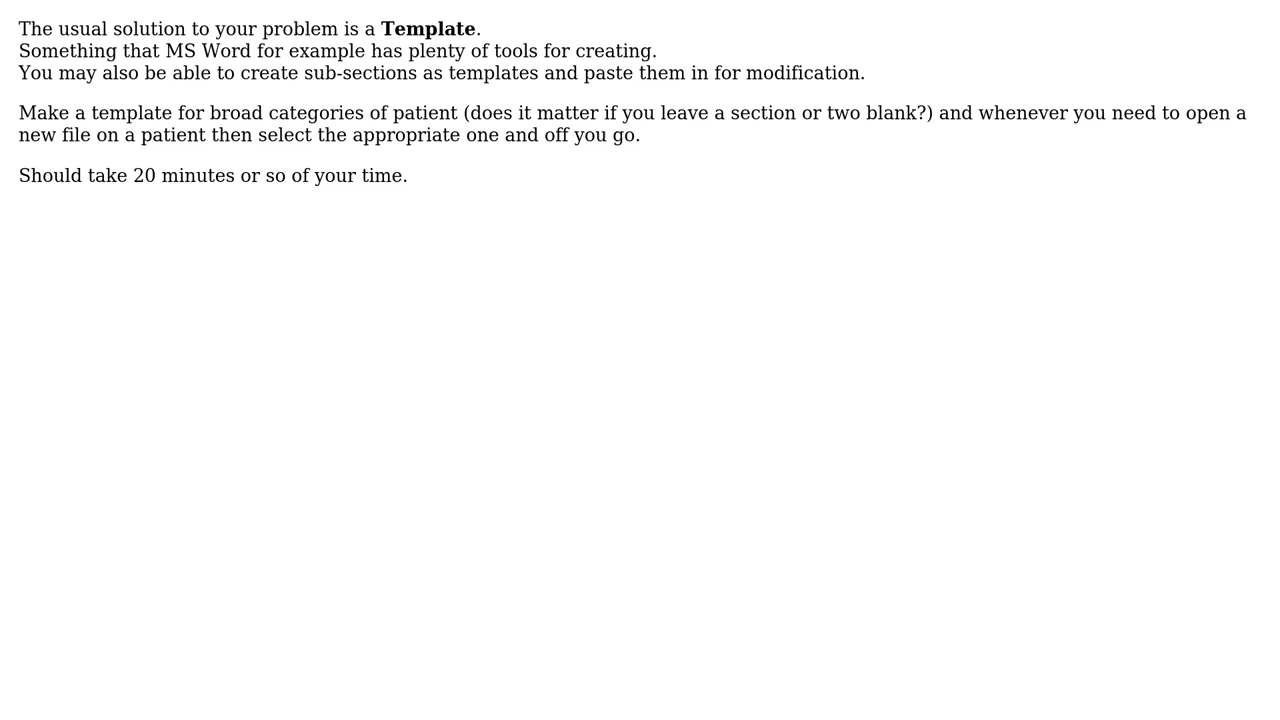 The usual solution to your problem is a Template.
Something that MS Word for example has plenty of tools for creating.
You may also be able to create sub-sections as templates and paste them in for modification.
Make a template for broad categories of patient (does it matter if you leave a section or two blank?) and whenever you need to open a
new file on a patient then select the appropriate one and off you go.
Should take 20 minutes or so of your time.